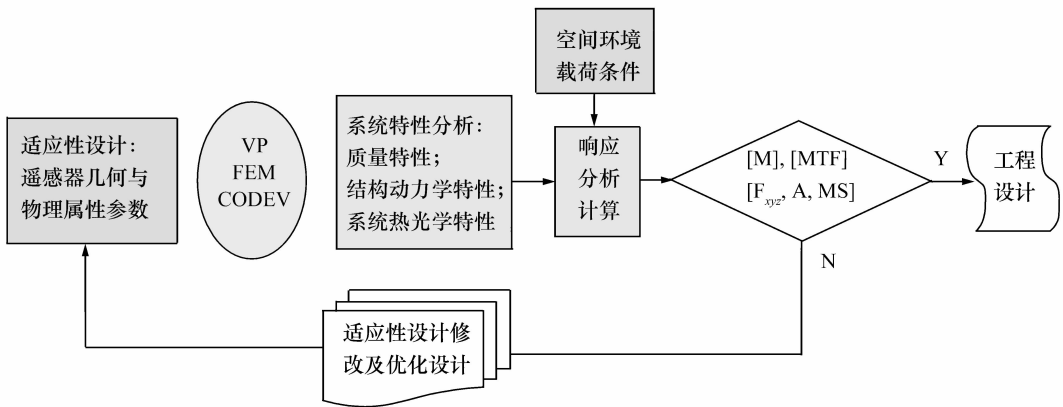 适应性设计：
遥感器几何与
物理属性参数
VP
FEM
CODEV
系统特性分析：
质量特性；
结构动力学特性；
系统热光学特性
空间环境
载荷条件
响应
分析
计算
[M], [MTF]
[Fxyz, A, MS]
Y
工程
设计
N
适应性设计修
改及优化设计